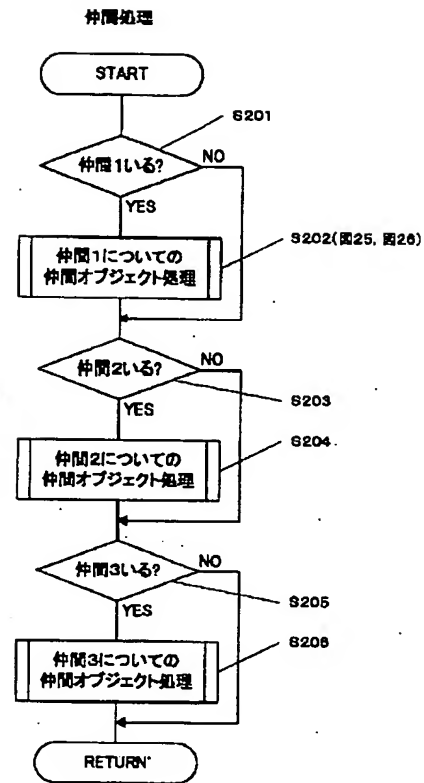 仲間処理
START
S201
仲間1いる?
NO
YES
S202(図25, 図26)
仲間1についての
仲間オブジェクト処理
仲間2いる?
NO
S203
YES
S204
仲間2についての
仲間オブジェクト処理
仲間3いる?
NO
S205
YES
S206
仲間3についての
仲間オブジェクト処理
RETURN